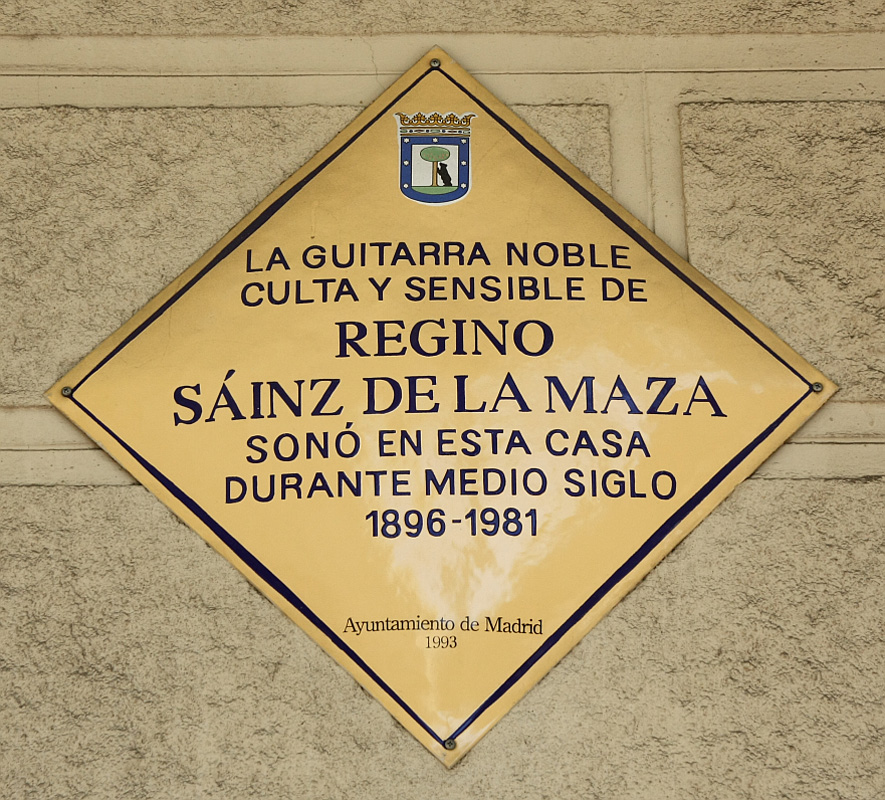 LA GUITARRA NOBLE
CULTA Y SENSIBLE DE
REGINO
SÁINZ DE LA MAZA
SONÓ EN ESTA CASA
DURANTE MEDIO SIGLO
1896-1981
Ayuntamiento de Madrid
1993